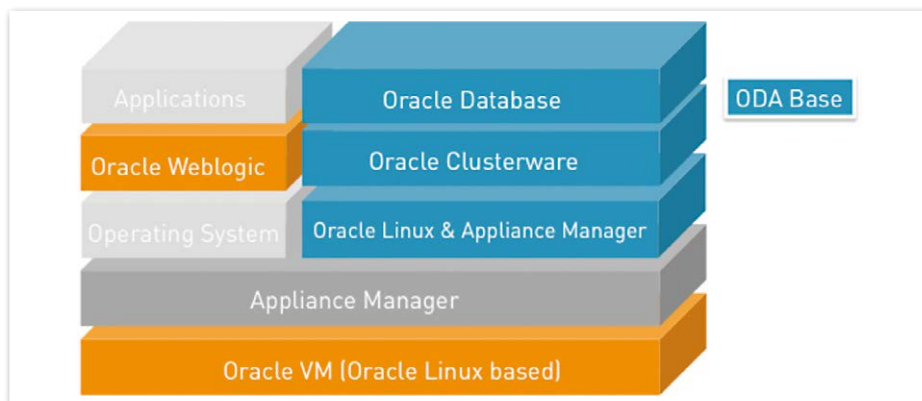 Applications
Oracle Database
ODA Base
Oracle Weblogic
Oracle Clusterware
Operating System
Oracle Linux & Appliance Manager
Appliance Manager
Oracle VM (Oracle Linux based)